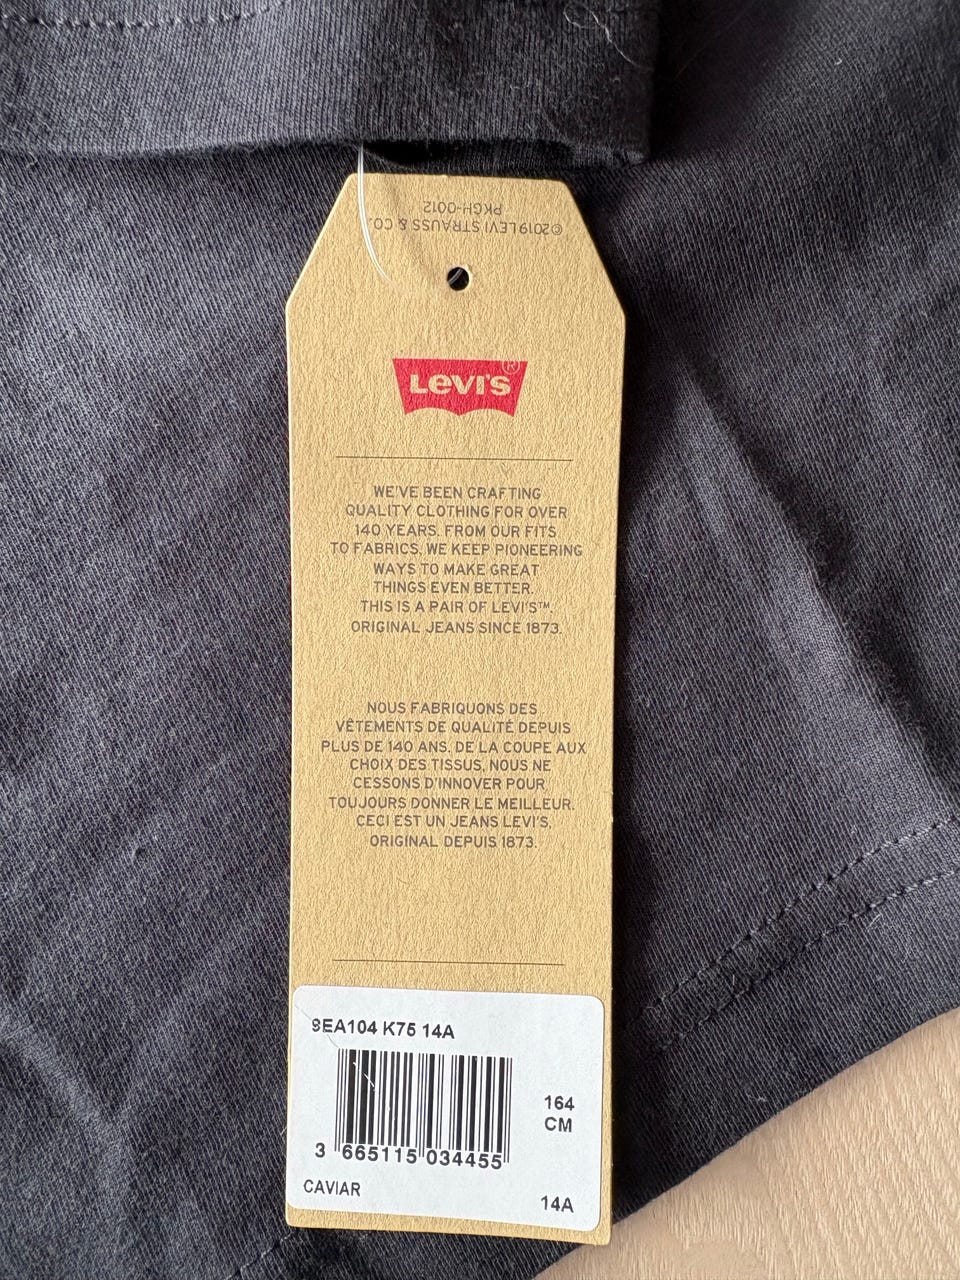 ©2019 LEVI STRAUSS & CO.
PKGH-0012
LEVI'S®
WE'VE BEEN CRAFTING
QUALITY CLOTHING FOR OVER
140 YEARS. FROM OUR FITS
TO FABRICS, WE KEEP PIONEERING
WAYS TO MAKE GREAT
THINGS EVEN BETTER.
THIS IS A PAIR OF LEVI'S™.
ORIGINAL JEANS SINCE 1873.
NOUS FABRIQUONS DES
VÊTEMENTS DE QUALITÉ DEPUIS
PLUS DE 140 ANS. DE LA COUPE AUX
CHOIX DES TISSUS, NOUS NE
CESSONS D'INNOVER POUR
TOUJOURS DONNER LE MEILLEUR.
CECI EST UN JEANS LEVI'S,
ORIGINAL DEPUIS 1873.
9EA104 K75 14A
164
CM
3 665115 034455
CAVIAR
14A